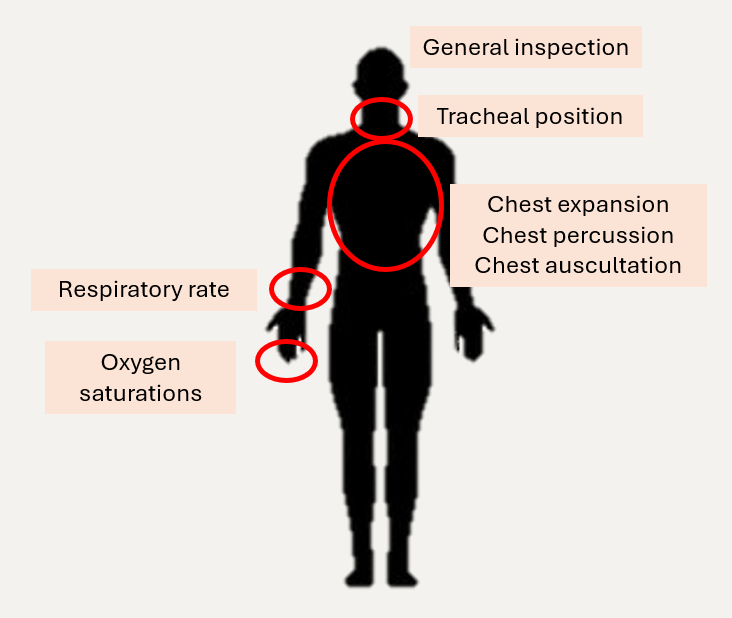 General inspection
Tracheal position
Chest expansion
Chest percussion
Chest auscultation
Respiratory rate
Oxygen
saturations